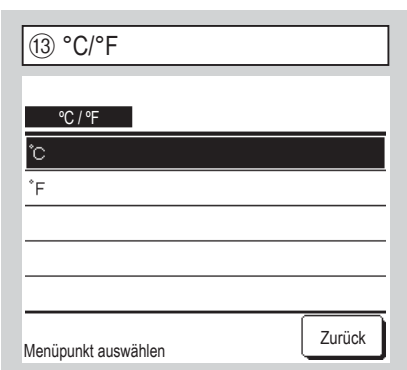 ⑬ °C/°F
°C / °F
°C
°F
Menüpunkt auswählen
Zurück